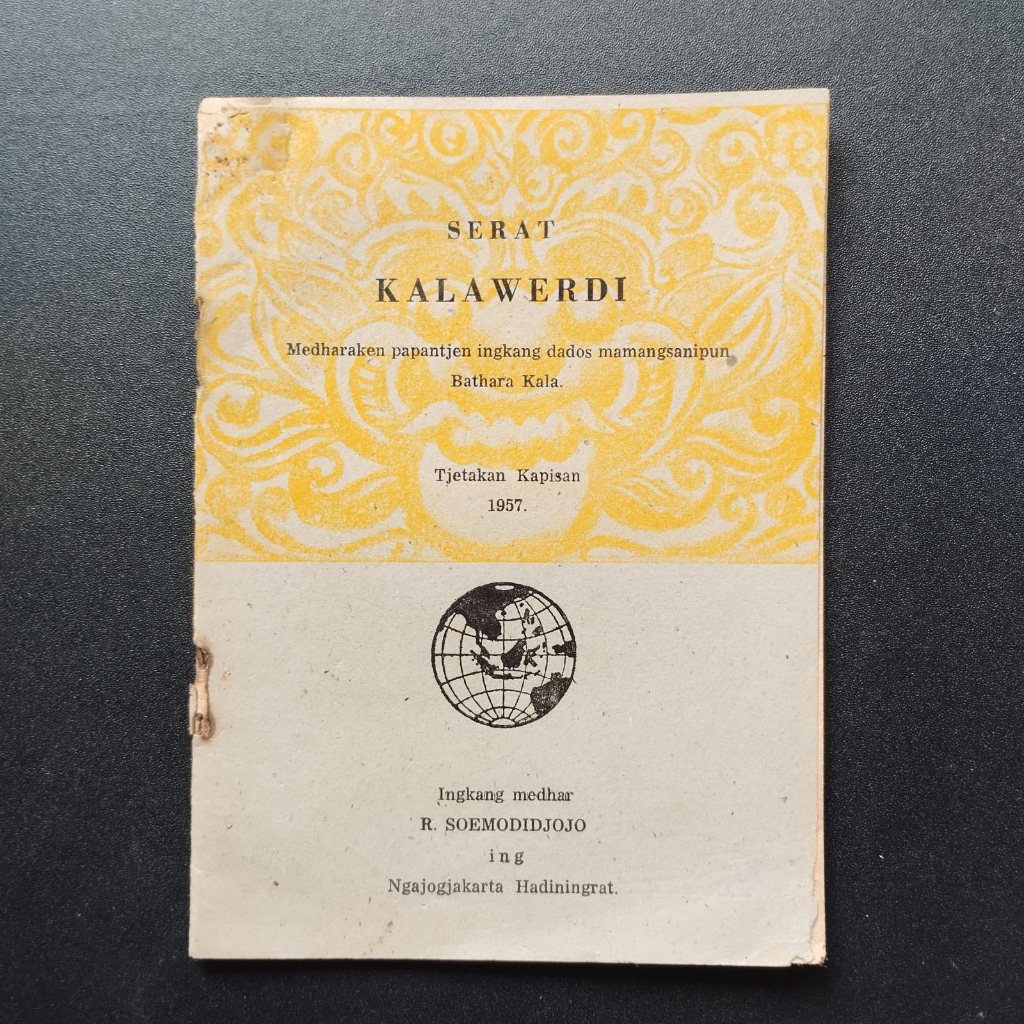 SERAT
KALAWERDI
Medharaken papantjen ingkang dados mamangsanipun
Bathara Kala.
Tjetakan Kapisan
1957.
Ingkang medhar
R. SOEMODIDJOJO
ing
Ngajogjakarta Hadiningrat.